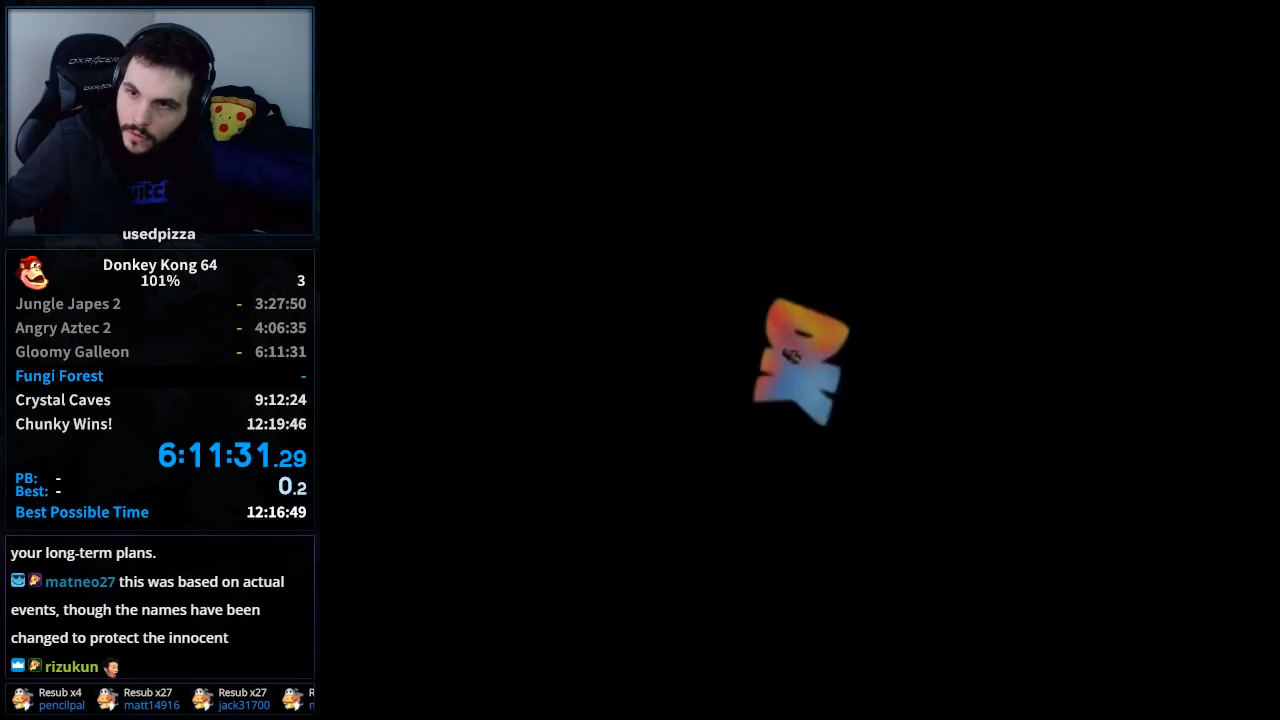 DXRACER
usedpizza
Donkey Kong 64
101% 3
Jungle Japes 2 - 3:27:50
Angry Aztec 2 - 4:06:35
Gloomy Galleon - 6:11:31
Fungi Forest -
Crystal Caves 9:12:24
Chunky Wins! 12:19:46
6:11:31.29
PB: -
Best: - 0.2
Best Possible Time 12:16:49
your long-term plans.
matneo27 this was based on actual
events, though the names have been
changed to protect the innocent
rizukun
Resub x4 Resub x27 Resub x27
pencilpal matt14916 jack31700